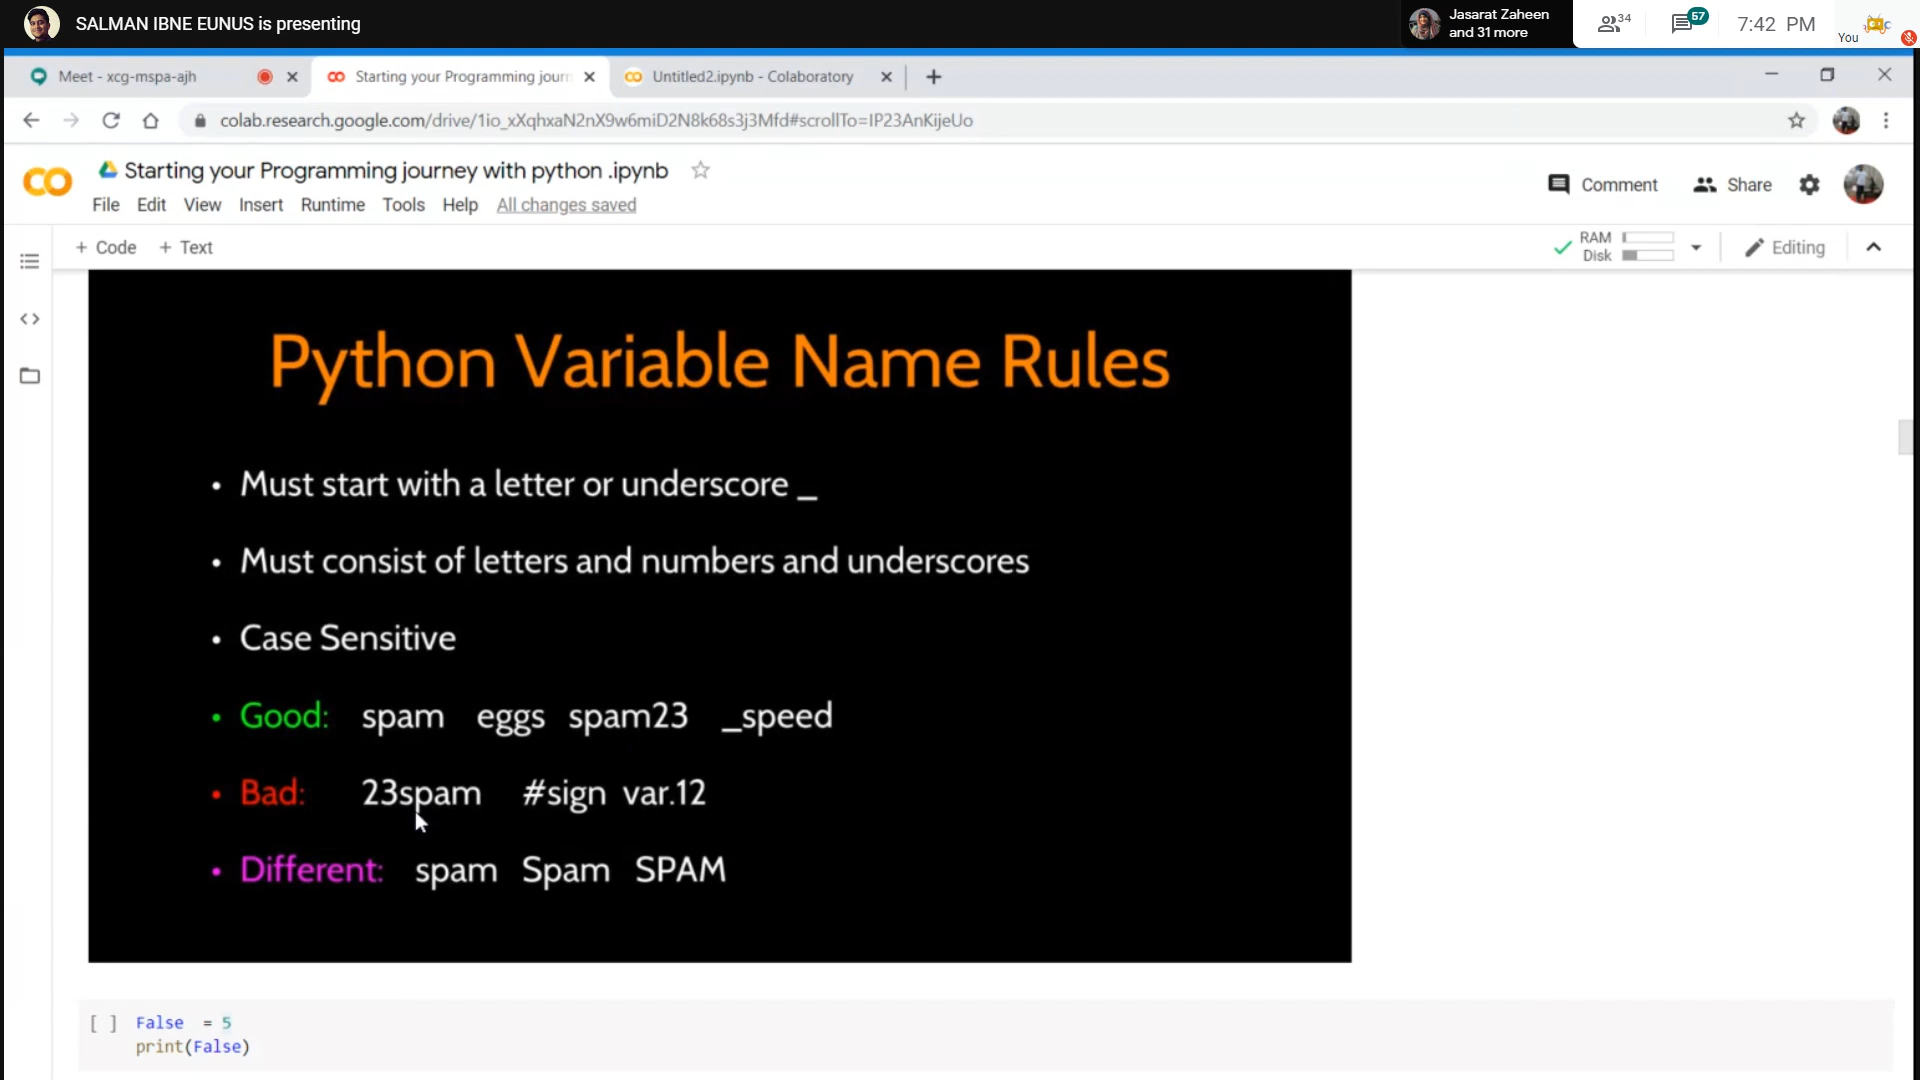 SALMAN IBNE EUNUS is presenting
Jasarat Zaheen
and 31 more
34
57
7:42 PM
You
Meet - xcg-mspa-ajh
Starting your Programming jour
Untitled2.ipynb - Colaboratory
colab.research.google.com/drive/1io_xXqhxaN2nX9w6miD2N8k68s3j3Mfd#scrollTo=IP23AnKijeUo
Starting your Programming journey with python .ipynb
Comment
Share
File Edit View Insert Runtime Tools Help All changes saved
+ Code + Text
RAM
Disk
Editing
Python Variable Name Rules
• Must start with a letter or underscore _
• Must consist of letters and numbers and underscores
• Case Sensitive
• Good: spam eggs spam23 _speed
• Bad: 23spam #sign var.12
• Different: spam Spam SPAM
[ ] False = 5
print(False)